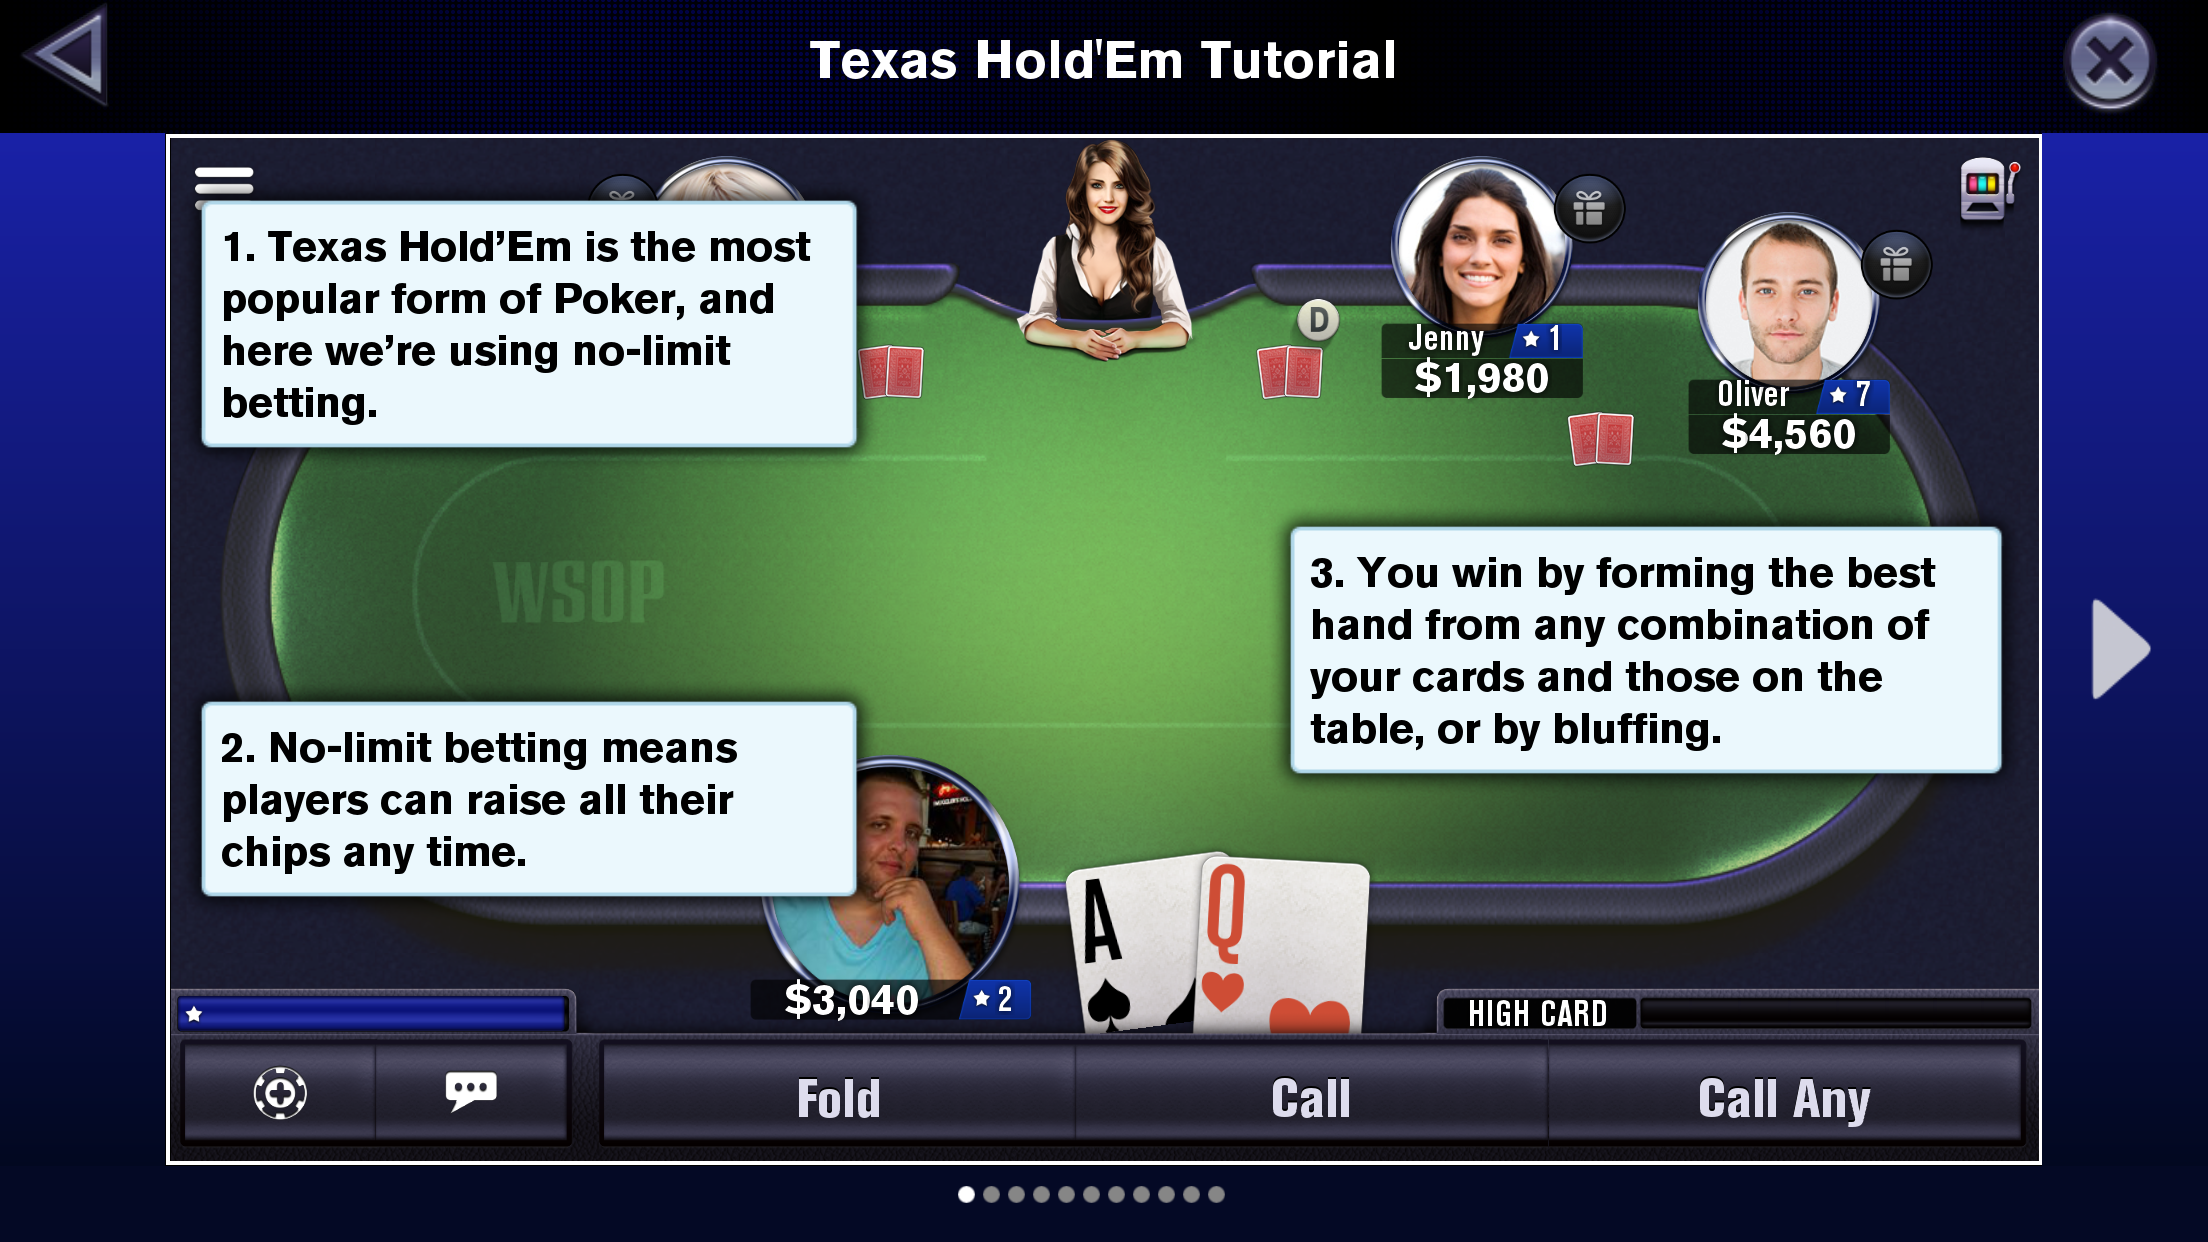 Texas Hold'Em Tutorial
1. Texas Hold’Em is the most
popular form of Poker, and
here we’re using no-limit
betting.
D
Jenny ★ 1
$1,980
Oliver ★ 7
$4,560
WSOP
3. You win by forming the best
hand from any combination of
your cards and those on the
table, or by bluffing.
2. No-limit betting means
players can raise all their
chips any time.
A
Q
$3,040 ★ 2
HIGH CARD
Fold
Call
Call Any